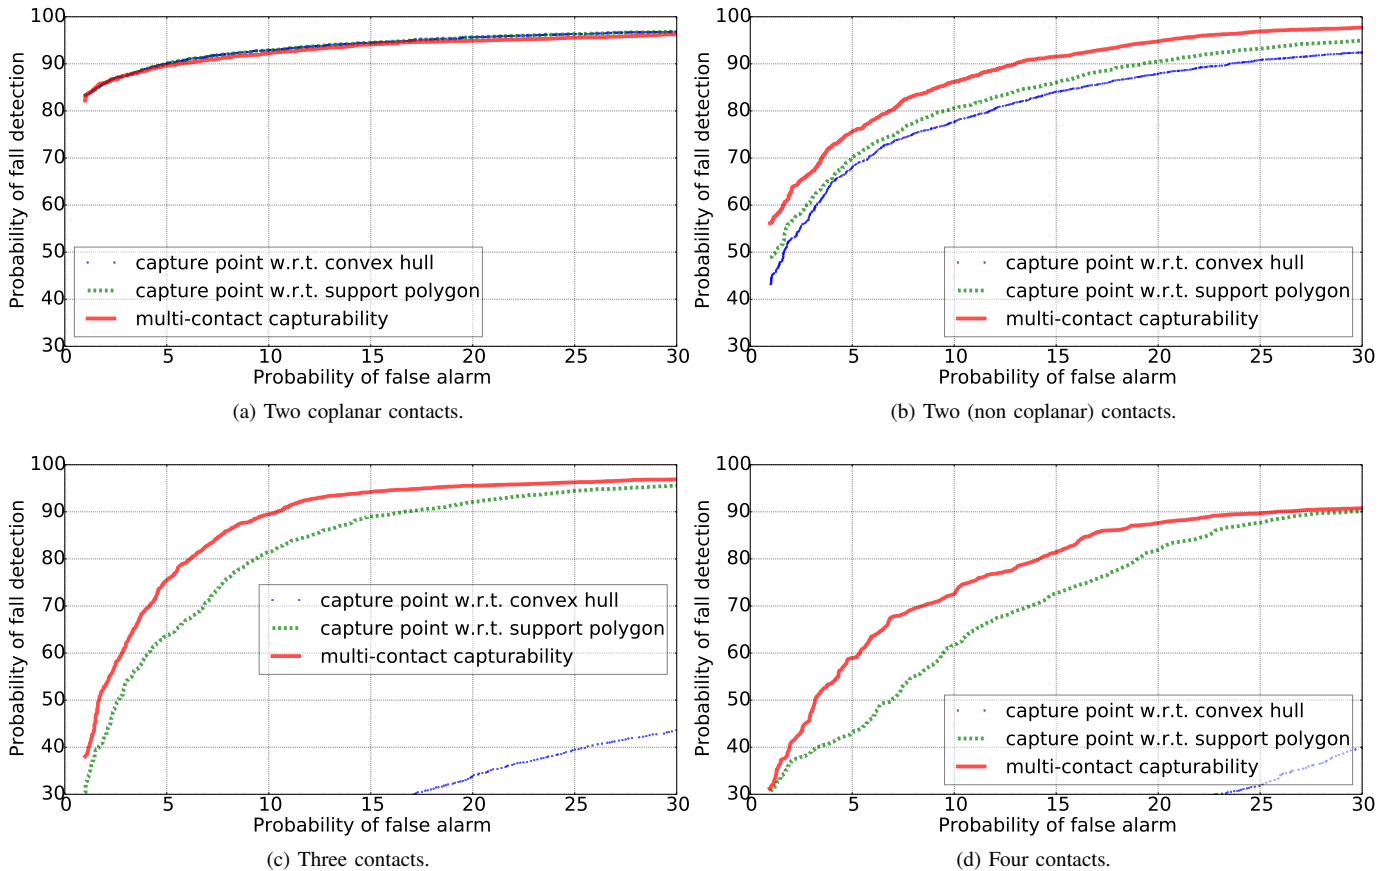 100
90
80
70
60
50
40
30
Probability of fall detection
capture point w.r.t. convex hull
capture point w.r.t. support polygon
multi-contact capturability
0 5 10 15 20 25 30
Probability of false alarm
(a) Two coplanar contacts.
100
90
80
70
60
50
40
30
Probability of fall detection
capture point w.r.t. convex hull
capture point w.r.t. support polygon
multi-contact capturability
0 5 10 15 20 25 30
Probability of false alarm
(b) Two (non coplanar) contacts.
100
90
80
70
60
50
40
30
Probability of fall detection
capture point w.r.t. convex hull
capture point w.r.t. support polygon
multi-contact capturability
0 5 10 15 20 25 30
Probability of false alarm
(c) Three contacts.
100
90
80
70
60
50
40
30
Probability of fall detection
capture point w.r.t. convex hull
capture point w.r.t. support polygon
multi-contact capturability
0 5 10 15 20 25 30
Probability of false alarm
(d) Four contacts.